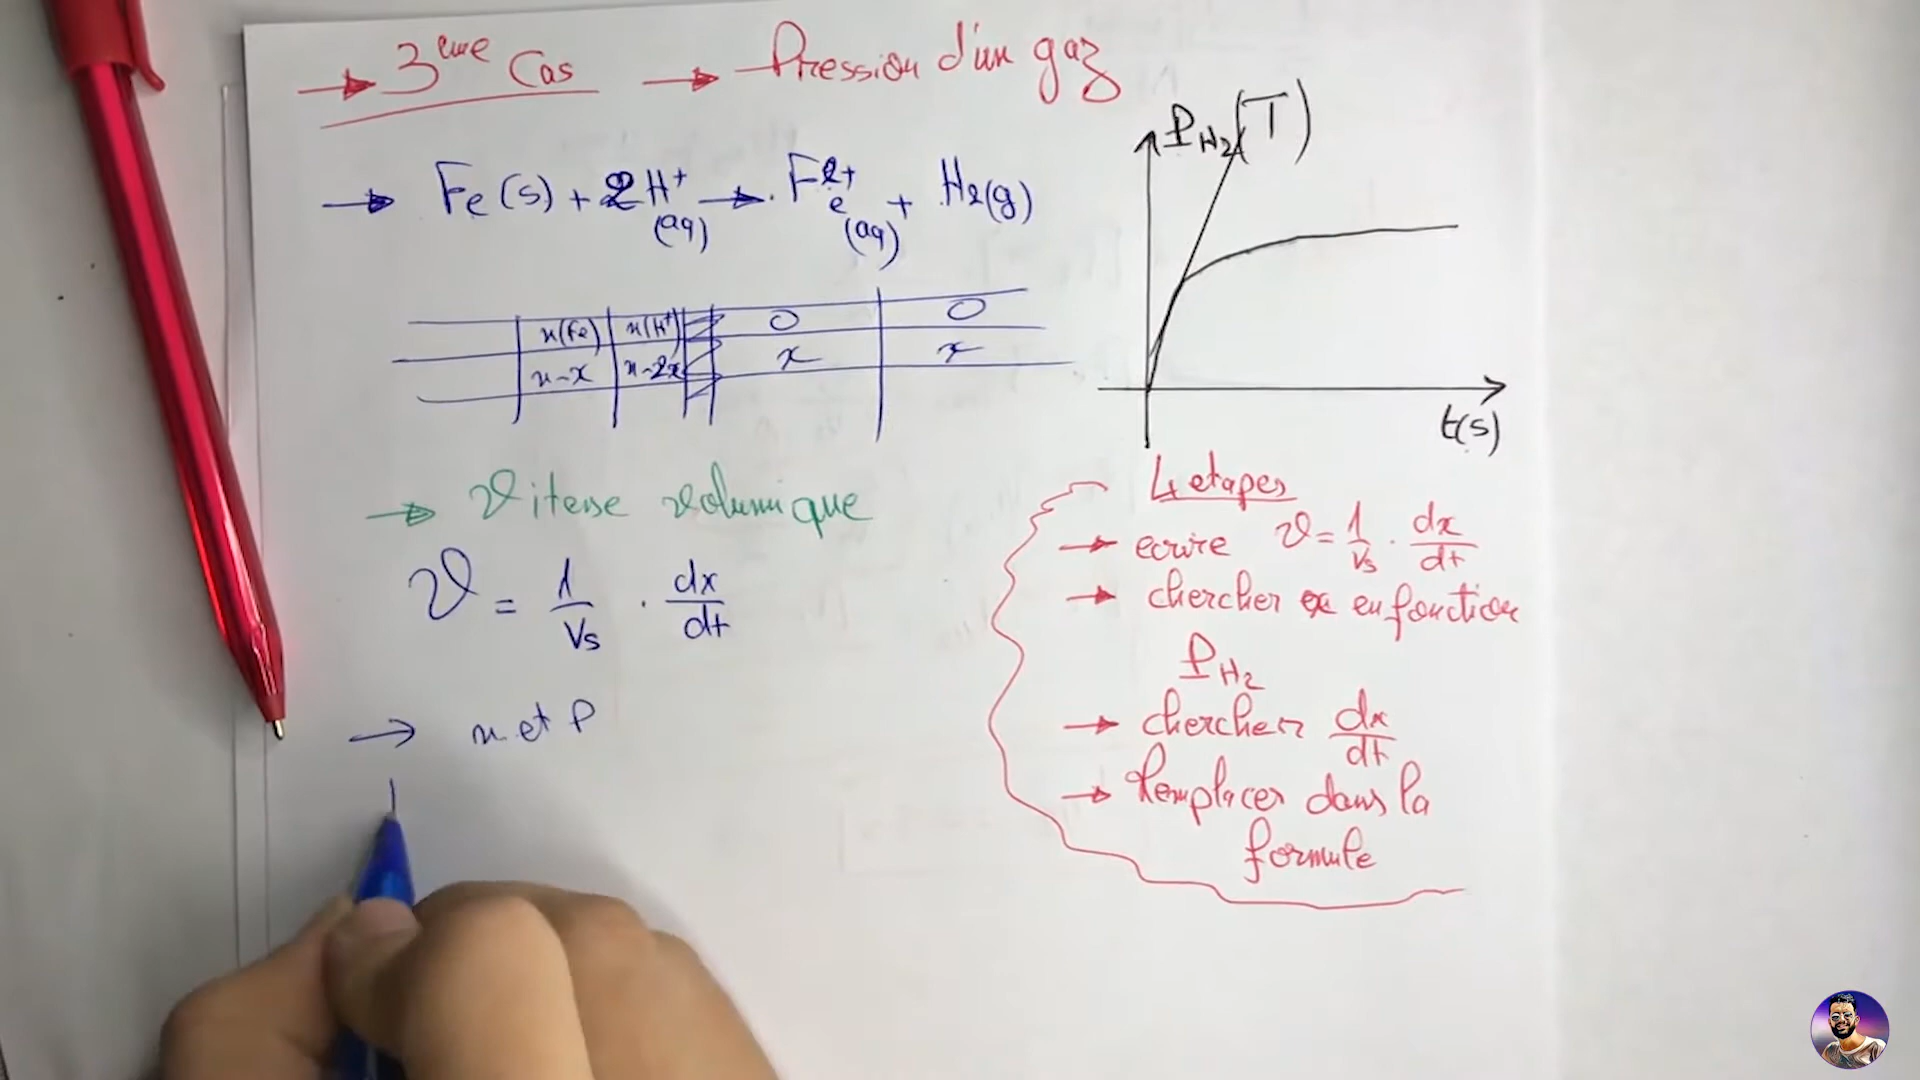 → 3ème Cas → Pression d'un gaz
→ Fe(s) + 2H⁺(aq) → Fe²⁺(aq) + H₂(g)
n(Fe) n(H⁺) 0 0
n-x n-2x x x
P_H₂(T)
t(s)
→ Vitesse volumique
v = 1/Vs . dx/dt
→ n et P
4 etapes
→ ecrire v = 1/Vs . dx/dt
→ chercher x en fonction
P_H₂
→ chercher dx/dt
→ Remplacer dans la
formule